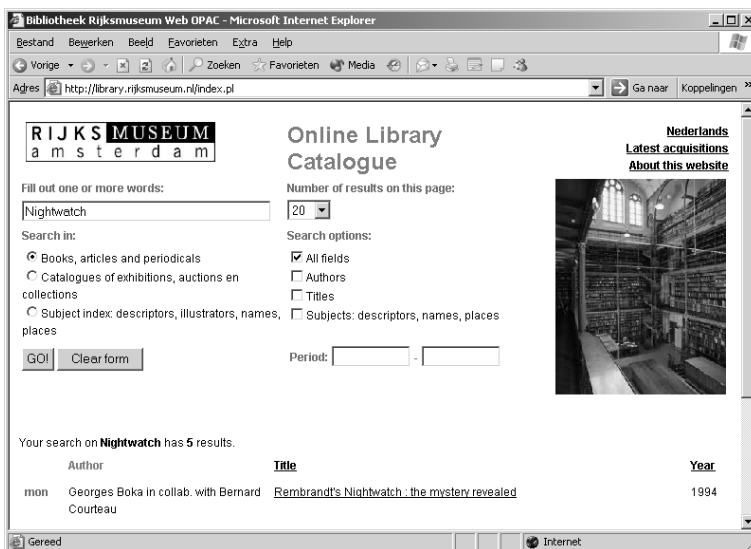 Bibliotheek Rijksmuseum Web OPAC - Microsoft Internet Explorer
Bestand Bewerken Beeld Favorieten Extra Help
Vorige Zoeken Favorieten Media
Adres http://library.rijksmuseum.nl/index.pl Ga naar Koppelingen »
RIJKS MUSEUM
amsterdam
Online Library
Catalogue
Nederlands
Latest acquisitions
About this website
Fill out one or more words:
Nightwatch
Number of results on this page:
20
Search in:
Books, articles and periodicals
Catalogues of exhibitions, auctions en
collections
Subject index: descriptors, illustrators, names,
places
Search options:
All fields
Authors
Titles
Subjects: descriptors, names, places
GO! Clear form
Period: -
Your search on Nightwatch has 5 results.
Author Title Year
mon Georges Boka in collab. with Bernard Rembrandt's Nightwatch : the mystery revealed 1994
Courteau
Gereed Internet